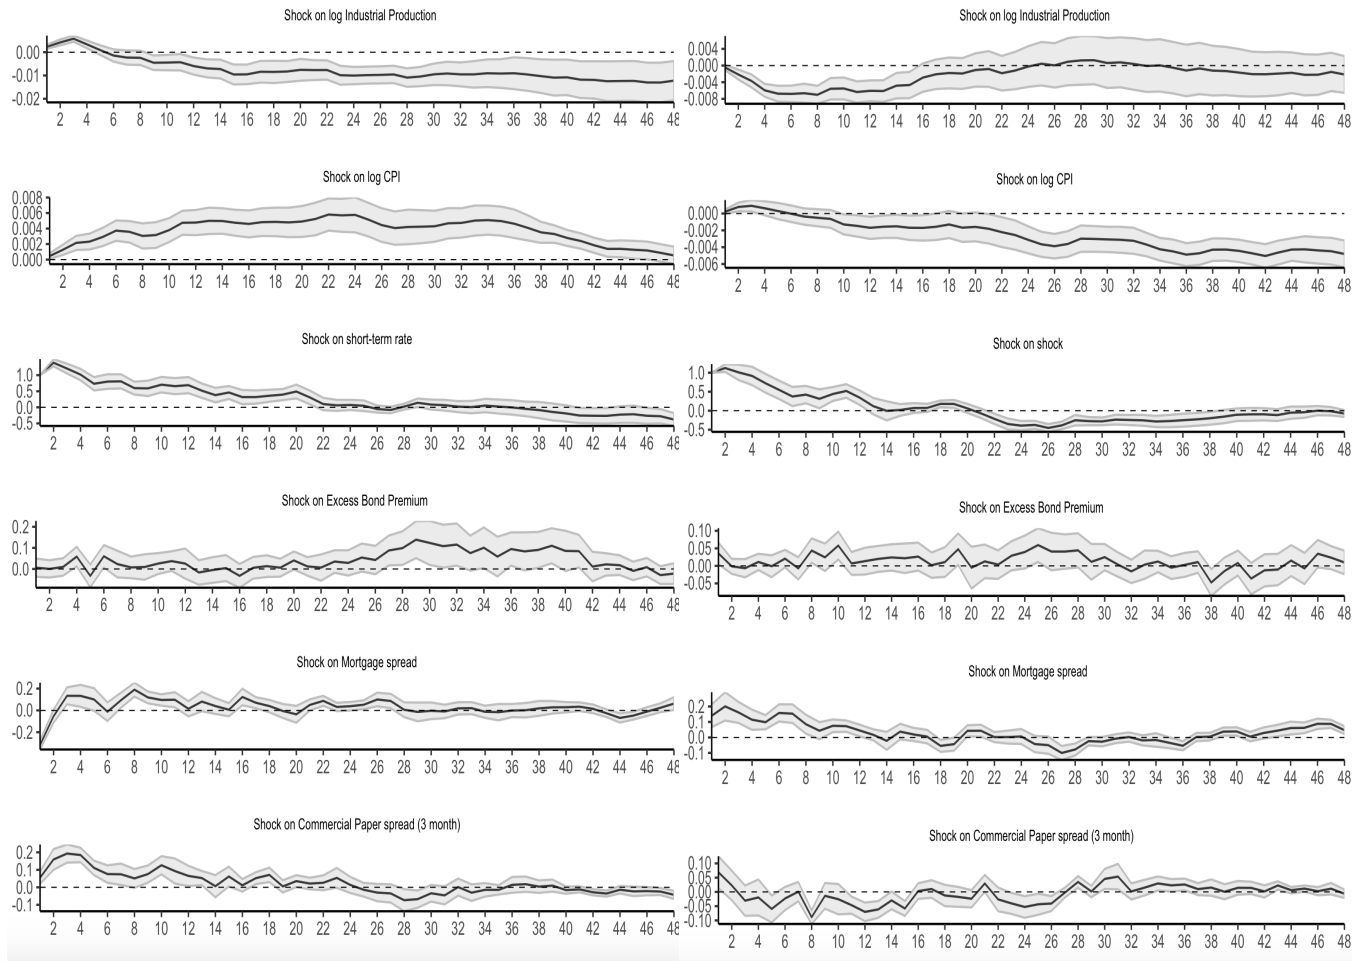 Shock on log Industrial Production
0.00
-0.01
-0.02
2 4 6 8 10 12 14 16 18 20 22 24 26 28 30 32 34 36 38 40 42 44 46 48
Shock on log CPI
0.008
0.006
0.004
0.002
0.000
2 4 6 8 10 12 14 16 18 20 22 24 26 28 30 32 34 36 38 40 42 44 46 48
Shock on short-term rate
1.0
0.5
0.0
-0.5
2 4 6 8 10 12 14 16 18 20 22 24 26 28 30 32 34 36 38 40 42 44 46 48
Shock on Excess Bond Premium
0.2
0.1
0.0
2 4 6 8 10 12 14 16 18 20 22 24 26 28 30 32 34 36 38 40 42 44 46 48
Shock on Mortgage spread
0.2
0.0
-0.2
2 4 6 8 10 12 14 16 18 20 22 24 26 28 30 32 34 36 38 40 42 44 46 48
Shock on Commercial Paper spread (3 month)
0.2
0.1
0.0
-0.1
2 4 6 8 10 12 14 16 18 20 22 24 26 28 30 32 34 36 38 40 42 44 46 48
Shock on log Industrial Production
0.004
0.000
-0.004
-0.008
2 4 6 8 10 12 14 16 18 20 22 24 26 28 30 32 34 36 38 40 42 44 46 48
Shock on log CPI
0.000
-0.002
-0.004
-0.006
2 4 6 8 10 12 14 16 18 20 22 24 26 28 30 32 34 36 38 40 42 44 46 48
Shock on shock
1.0
0.5
0.0
-0.5
2 4 6 8 10 12 14 16 18 20 22 24 26 28 30 32 34 36 38 40 42 44 46 48
Shock on Excess Bond Premium
0.10
0.05
0.00
-0.05
2 4 6 8 10 12 14 16 18 20 22 24 26 28 30 32 34 36 38 40 42 44 46 48
Shock on Mortgage spread
0.2
0.1
0.0
-0.1
2 4 6 8 10 12 14 16 18 20 22 24 26 28 30 32 34 36 38 40 42 44 46 48
Shock on Commercial Paper spread (3 month)
0.10
0.05
0.00
-0.05
-0.10
2 4 6 8 10 12 14 16 18 20 22 24 26 28 30 32 34 36 38 40 42 44 46 48